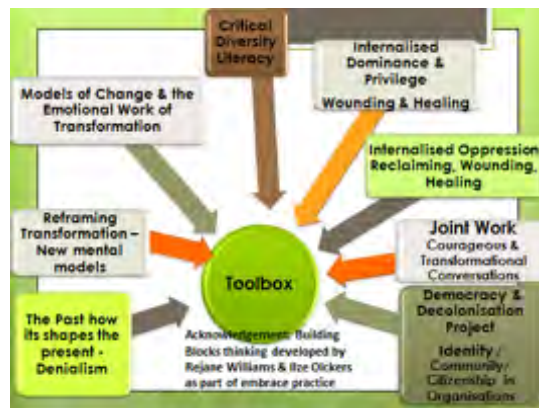 Critical
Diversity
Literacy
Internalised
Dominance &
Privilege
Wounding & Healing
Models of Change & the
Emotional Work of
Transformation
Internalised Oppression
Reclaiming, Wounding,
Healing
Reframing
Transformation –
New mental
models
Joint Work
Courageous &
Transformational
Conversations
Toolbox
The Past how
its shapes the
present -
Denialism
Democracy &
Decolonisation
Project
Identity /
Community/
Citizenship in
Organisations
Acknowledgement: Building
Blocks thinking developed by
Rejane Williams & Ilze Olckers
as part of embrace practice